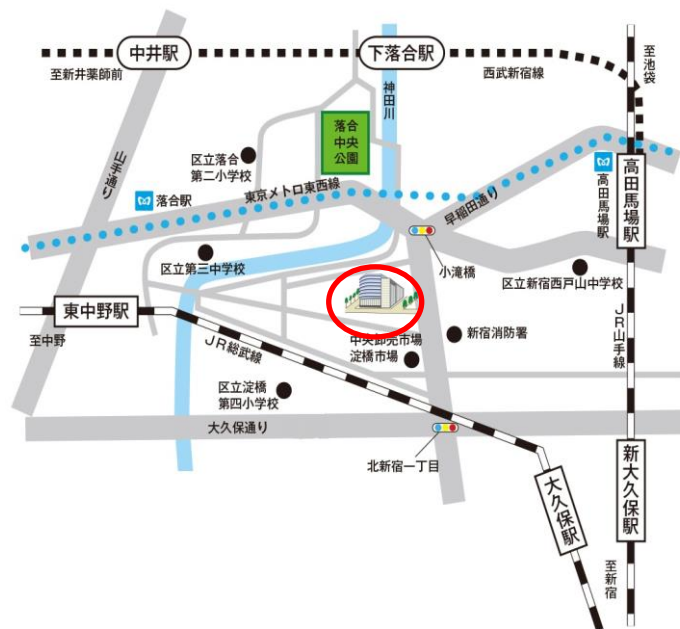 中井駅
下落合駅
至池袋
至新井薬師前
西武新宿線
神田川
落合
中央
公園
山手通り
区立落合
第二小学校
高田馬場駅
高田馬場駅
落合駅
東京メトロ東西線
早稲田通り
小滝橋
区立第三中学校
区立新宿西戸山中学校
東中野駅
至中野
JR総武線
JR山手線
中央卸売市場
淀橋市場
新宿消防署
区立淀橋
第四小学校
大久保通り
北新宿一丁目
大久保駅
新大久保駅
至新宿